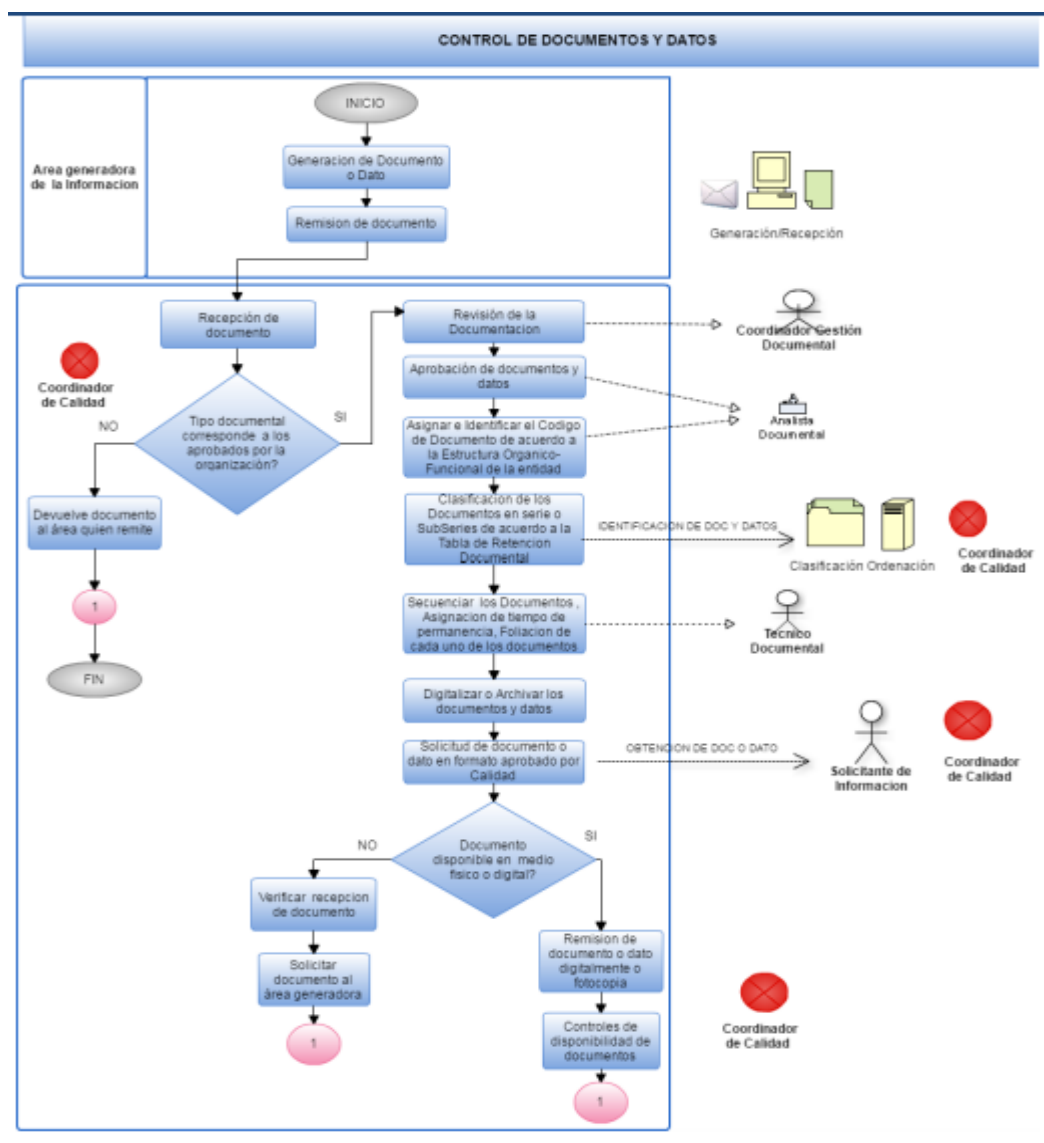 CONTROL DE DOCUMENTOS Y DATOS
Area generadora
de la Informacion
INICIO
Generacion de Documento
o Dato
Remision de documento
Generación/Recepción
Recepción de
documento
Coordinador
de Calidad
Tipo documental
corresponde a los
aprobados por la
organización?
NO
SI
Devuelve documento
al área quien remite
1
FIN
Revisión de la
Documentacion
Coordinador Gestión
Documental
Aprobación de documentos y
datos
Analista
Documental
Asignar e Identificar el Codigo
de Documento de acuerdo a
la Estructura Organico-
Funcional de la entidad
Clasificación de los
Documentos en serie o
SubSeries de acuerdo a la
Tabla de Retencion
Documental
IDENTIFICACION DE DOC Y DATOS
Clasificación Ordenación
Coordinador
de Calidad
Secuenciar los Documentos ,
Asignacion de tiempo de
permanencia, Foliacion de
cada uno de los documentos
Tecnico
Documental
Digitalizar o Archivar los
documentos y datos
Solicitud de documento o
dato en formato aprobado por
Calidad
OBTENCION DE DOC O DATO
Solicitante de
Informacion
Coordinador
de Calidad
Documento
disponible en medio
fisico o digital?
NO
SI
Verificar recepcion
de documento
Solicitar
documento al
área generadora
1
Remision de
documento o dato
digitalmente o
fotocopia
Controles de
disponibilidad de
documentos
1
Coordinador
de Calidad